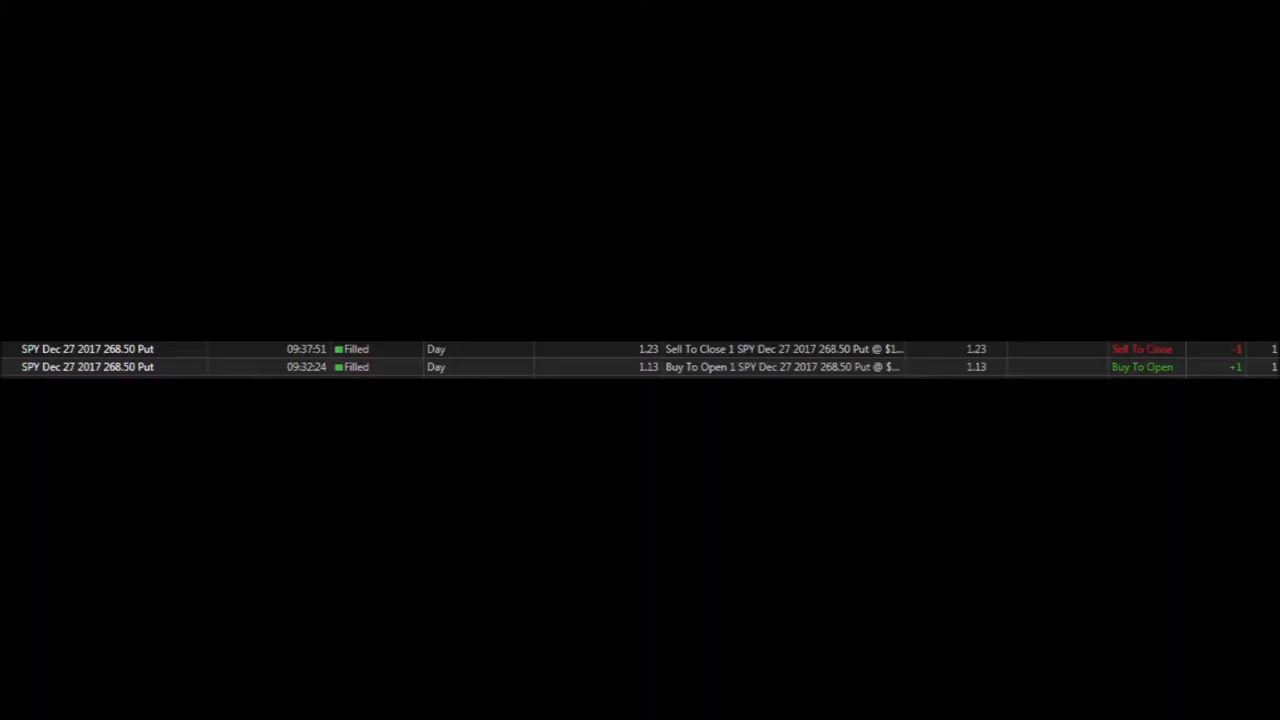 SPY Dec 27 2017 268.50 Put 09:37:51 Filled Day 1.23 Sell To Close 1 SPY Dec 27 2017 268.50 Put @ $1... 1.23 Sell To Close -1 1
SPY Dec 27 2017 268.50 Put 09:32:24 Filled Day 1.13 Buy To Open 1 SPY Dec 27 2017 268.50 Put @ $... 1.13 Buy To Open +1 1